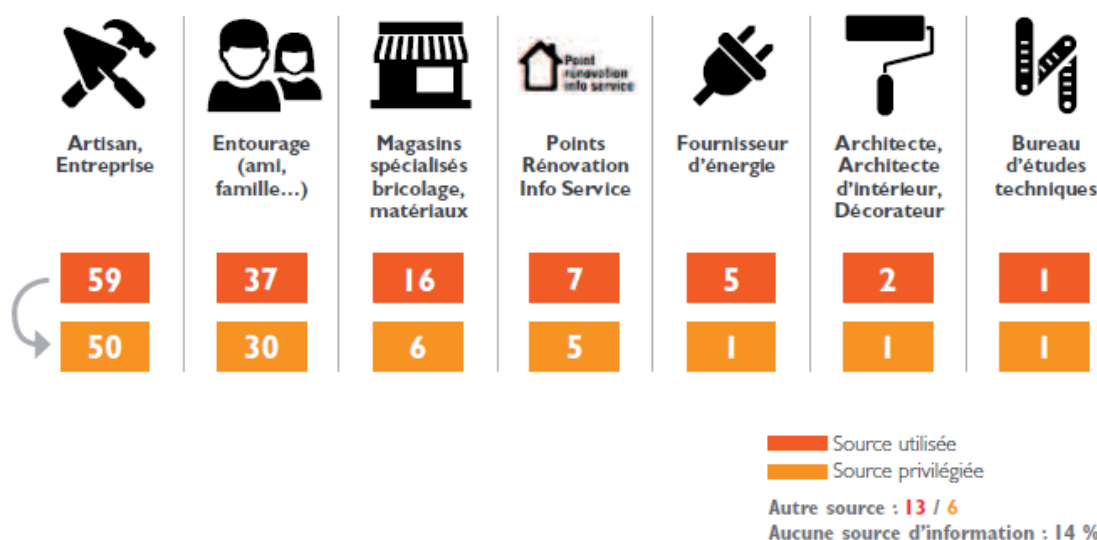 Point
rénovation
info service
Artisan,
Entreprise
Entourage
(ami,
famille...)
Magasins
spécialisés
bricolage,
matériaux
Points
Rénovation
Info Service
Fournisseur
d'énergie
Architecte,
Architecte
d'intérieur,
Décorateur
Bureau
d'études
techniques
59 37 16 7 5 2 1
50 30 6 5 1 1 1
Source utilisée
Source privilégiée
Autre source : 13 / 6
Aucune source d'information : 14 %